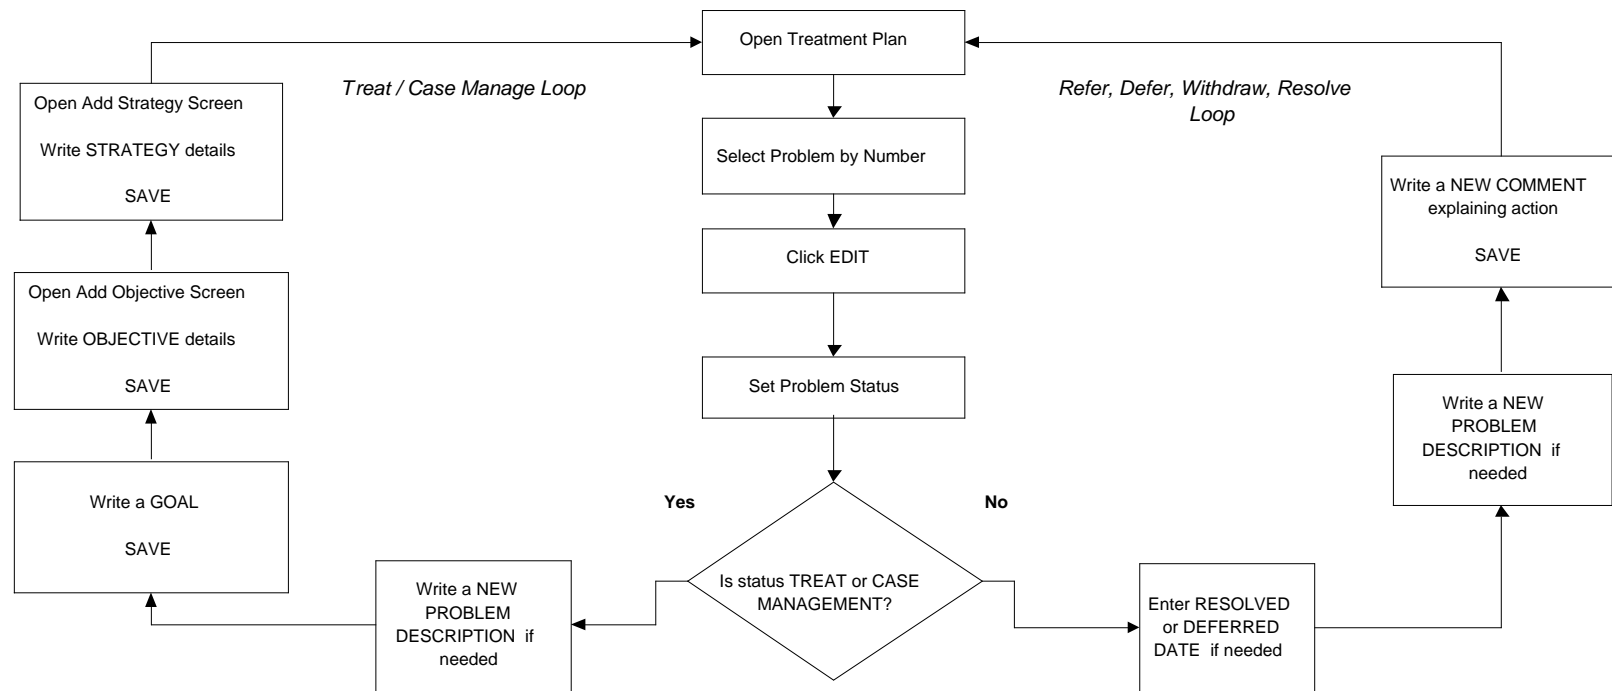 Open Treatment Plan
Treat / Case Manage Loop
Refer, Defer, Withdraw, Resolve
Loop
Open Add Strategy Screen
Write STRATEGY details
SAVE
Select Problem by Number
Write a NEW COMMENT
explaining action
SAVE
Click EDIT
Open Add Objective Screen
Write OBJECTIVE details
SAVE
Set Problem Status
Write a NEW
PROBLEM
DESCRIPTION if
needed
Write a GOAL
SAVE
Yes
No
Is status TREAT or CASE
MANAGEMENT?
Write a NEW
PROBLEM
DESCRIPTION if
needed
Enter RESOLVED
or DEFERRED
DATE if needed